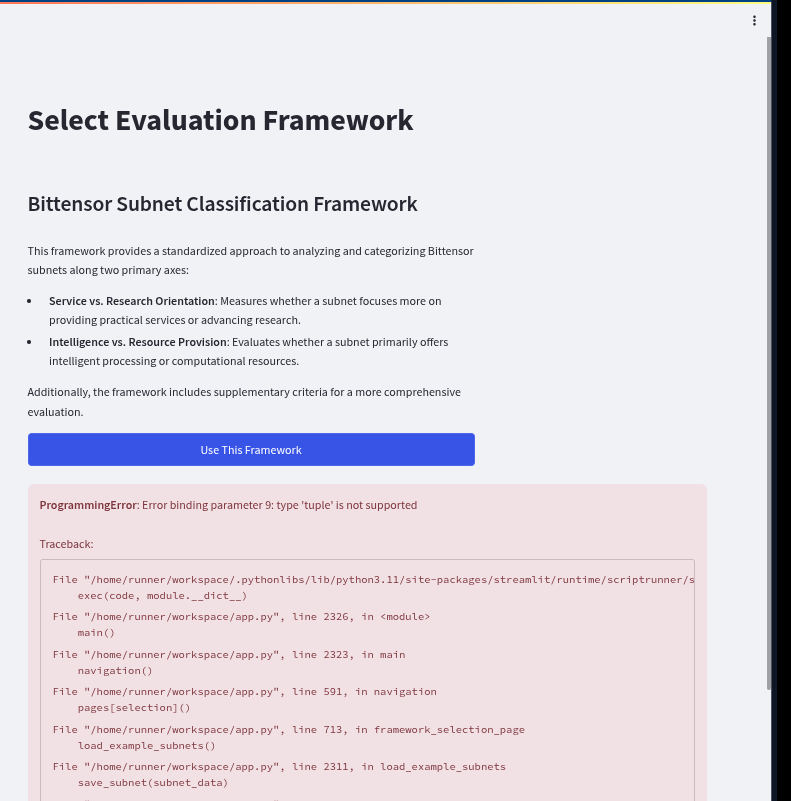 Select Evaluation Framework
Bittensor Subnet Classification Framework
This framework provides a standardized approach to analyzing and categorizing Bittensor
subnets along two primary axes:
Service vs. Research Orientation: Measures whether a subnet focuses more on
providing practical services or advancing research.
Intelligence vs. Resource Provision: Evaluates whether a subnet primarily offers
intelligent processing or computational resources.
Additionally, the framework includes supplementary criteria for a more comprehensive
evaluation.
Use This Framework
ProgrammingError: Error binding parameter 9: type 'tuple' is not supported
Traceback:
File "/home/runner/workspace/.pythonlibs/lib/python3.11/site-packages/streamlit/runtime/scriptrunner/s
exec(code, module.__dict__)
File "/home/runner/workspace/app.py", line 2326, in <module>
main()
File "/home/runner/workspace/app.py", line 2323, in main
navigation()
File "/home/runner/workspace/app.py", line 591, in navigation
pages[selection]()
File "/home/runner/workspace/app.py", line 713, in framework_selection_page
load_example_subnets()
File "/home/runner/workspace/app.py", line 2311, in load_example_subnets
save_subnet(subnet_data)